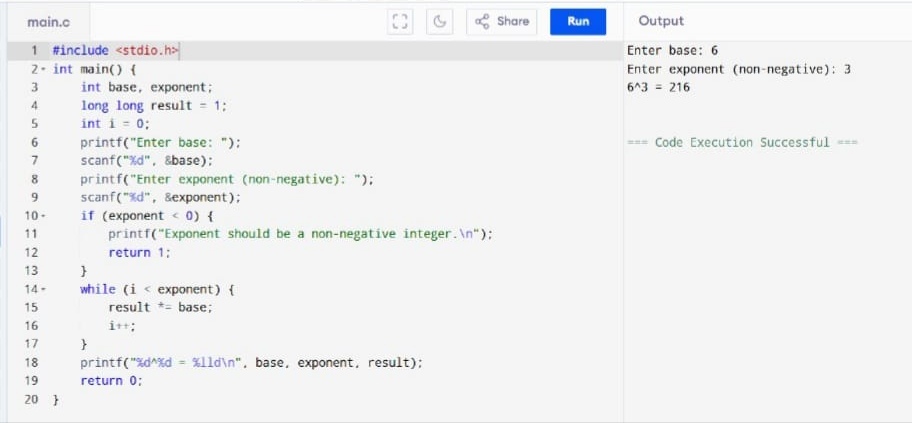 main.c
Share
Run
Output
1 #include <stdio.h>
2 int main() {
3 int base, exponent;
4 long long result = 1;
5 int i = 0;
6 printf("Enter base: ");
7 scanf("%d", &base);
8 printf("Enter exponent (non-negative): ");
9 scanf("%d", &exponent);
10 if (exponent < 0) {
11 printf("Exponent should be a non-negative integer.\n");
12 return 1;
13 }
14 while (i < exponent) {
15 result *= base;
16 i++;
17 }
18 printf("%d^%d = %lld\n", base, exponent, result);
19 return 0;
20 }
Enter base: 6
Enter exponent (non-negative): 3
6^3 = 216
=== Code Execution Successful ===